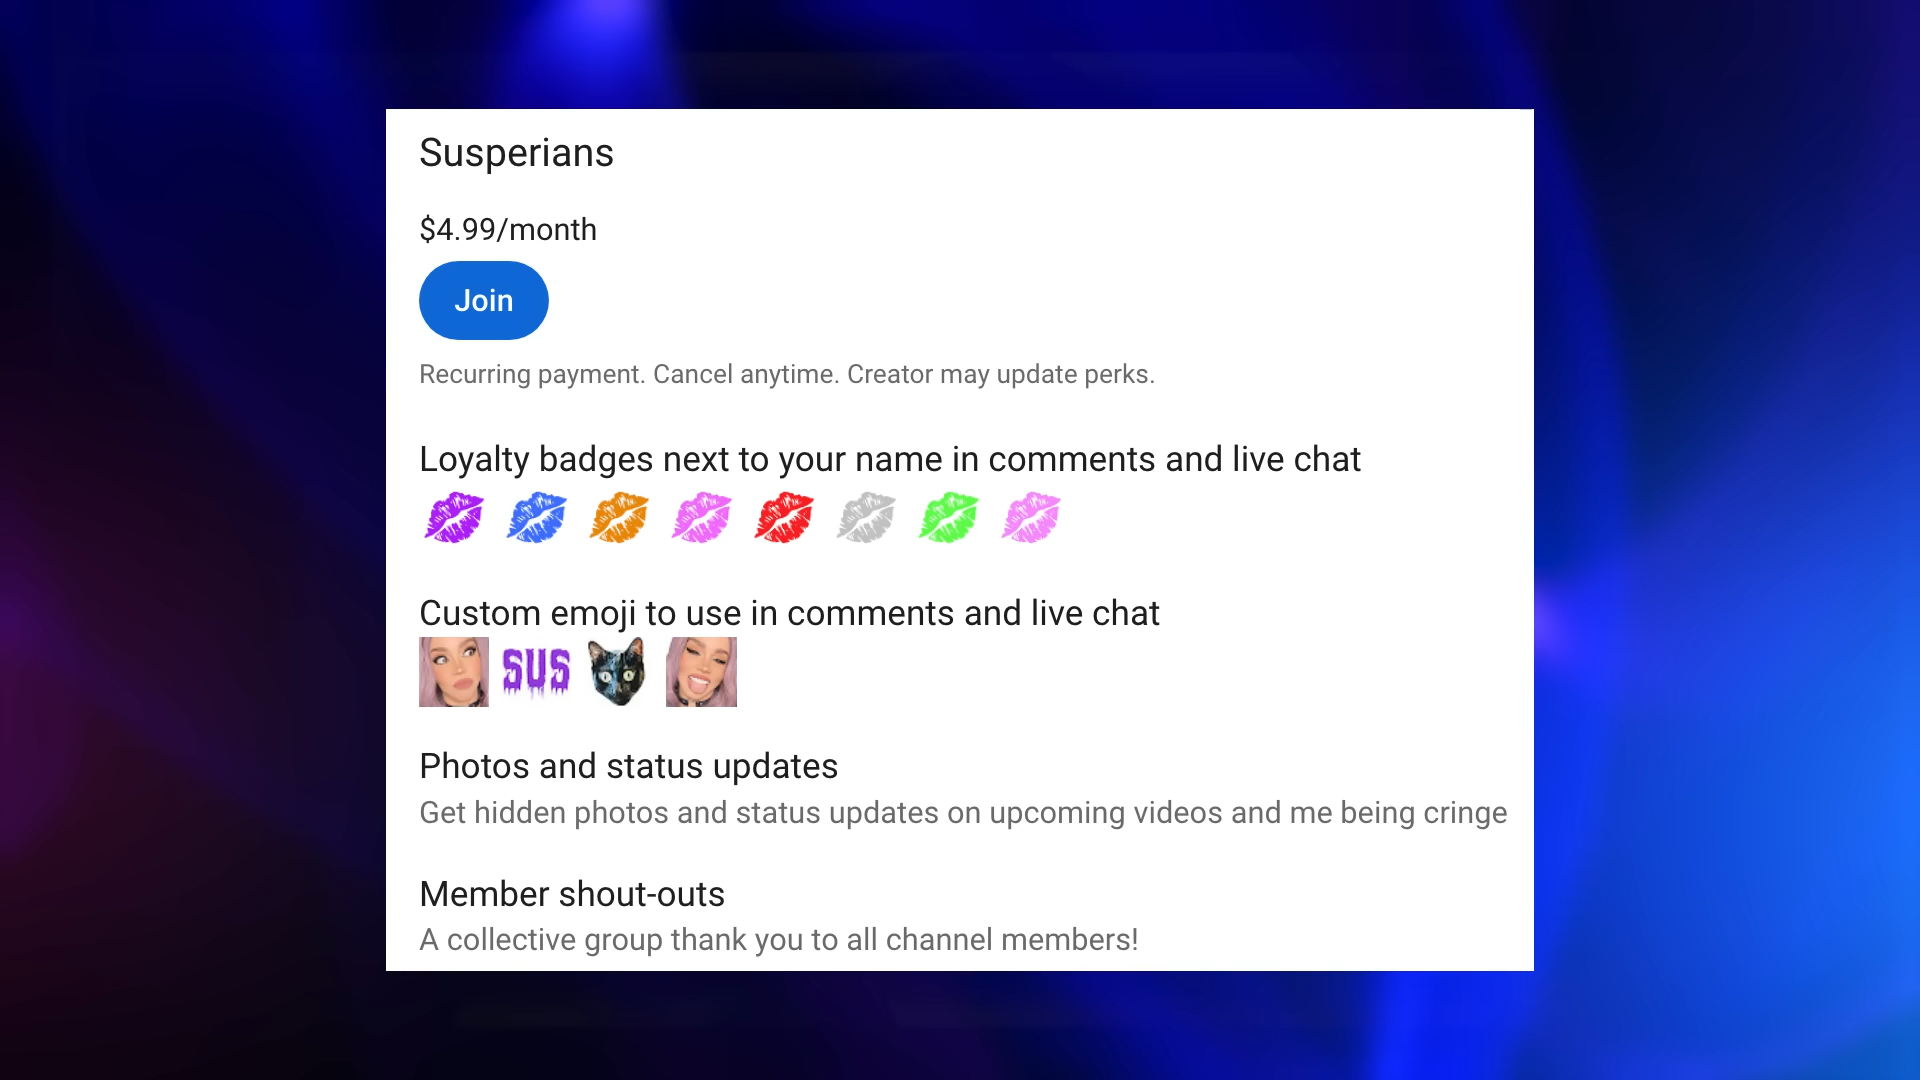 Susperians
$4.99/month
Join
Recurring payment. Cancel anytime. Creator may update perks.
Loyalty badges next to your name in comments and live chat
Custom emoji to use in comments and live chat
SUS
Photos and status updates
Get hidden photos and status updates on upcoming videos and me being cringe
Member shout-outs
A collective group thank you to all channel members!